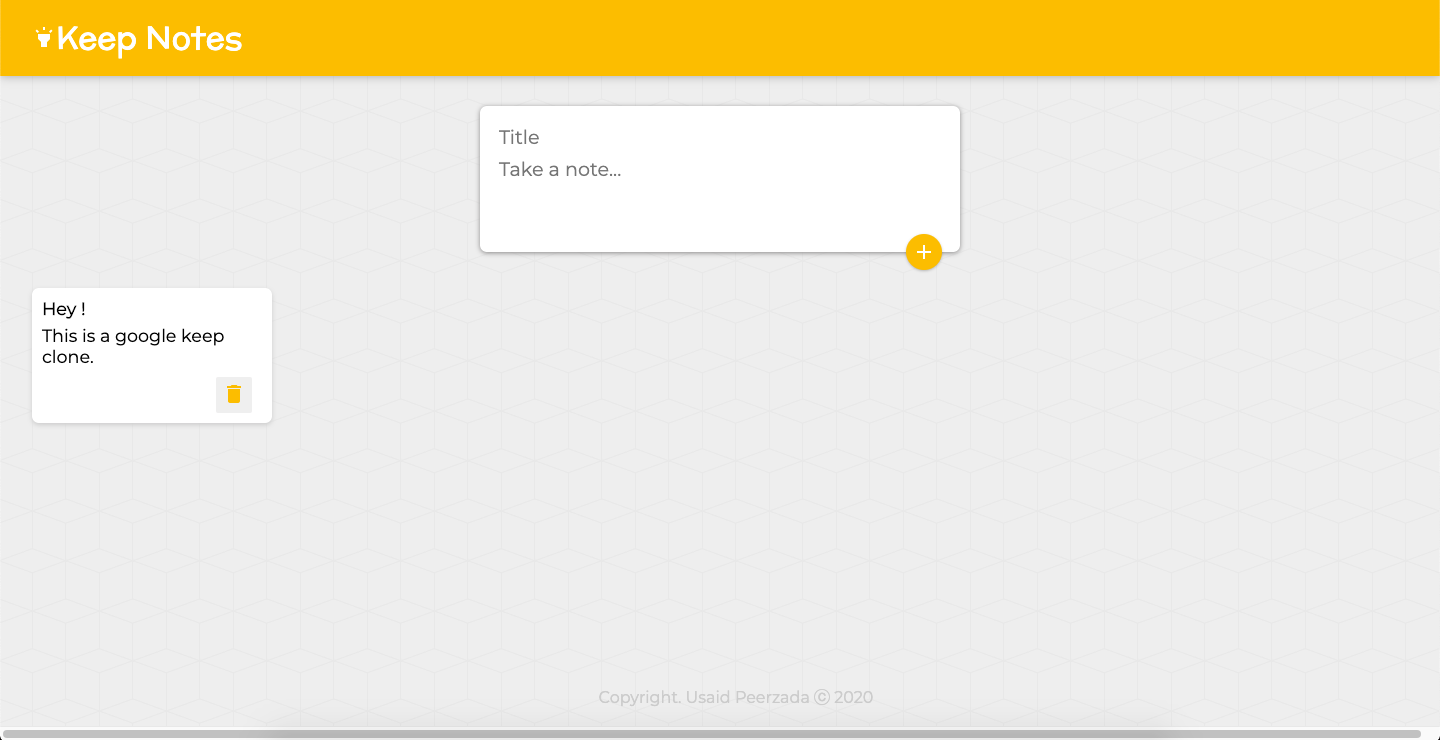 Keep Notes
Title
Take a note...
Hey !
This is a google keep
clone.
Copyright. Usaid Peerzada ⓒ 2020